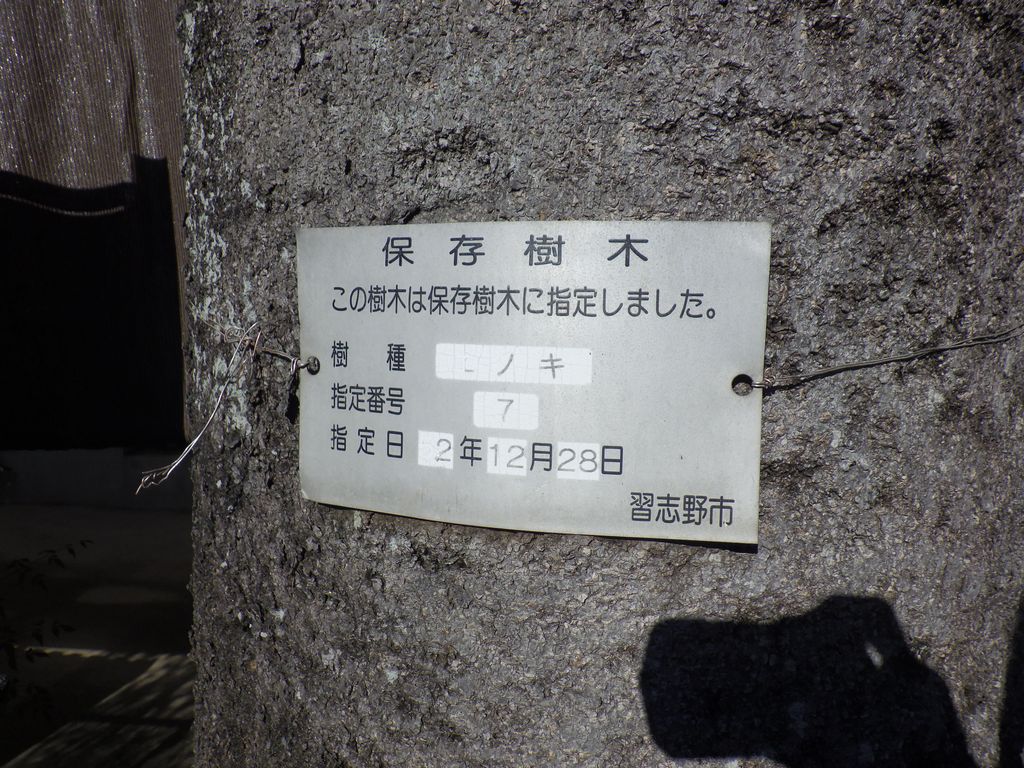 保存樹木
この樹木は保存樹木に指定しました。
樹種
指定番号 7
指定日 2年12月28日
習志野市